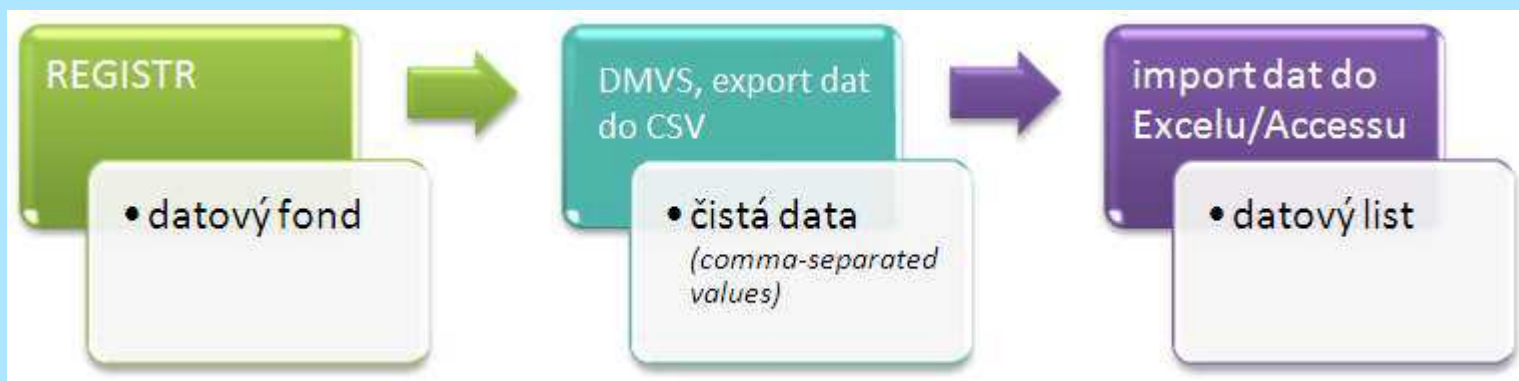 REGISTR
• datový fond
DMVS, export dat
do CSV
• čistá data
(comma-separated
values)
import dat do
Excelu/Accessu
• datový list